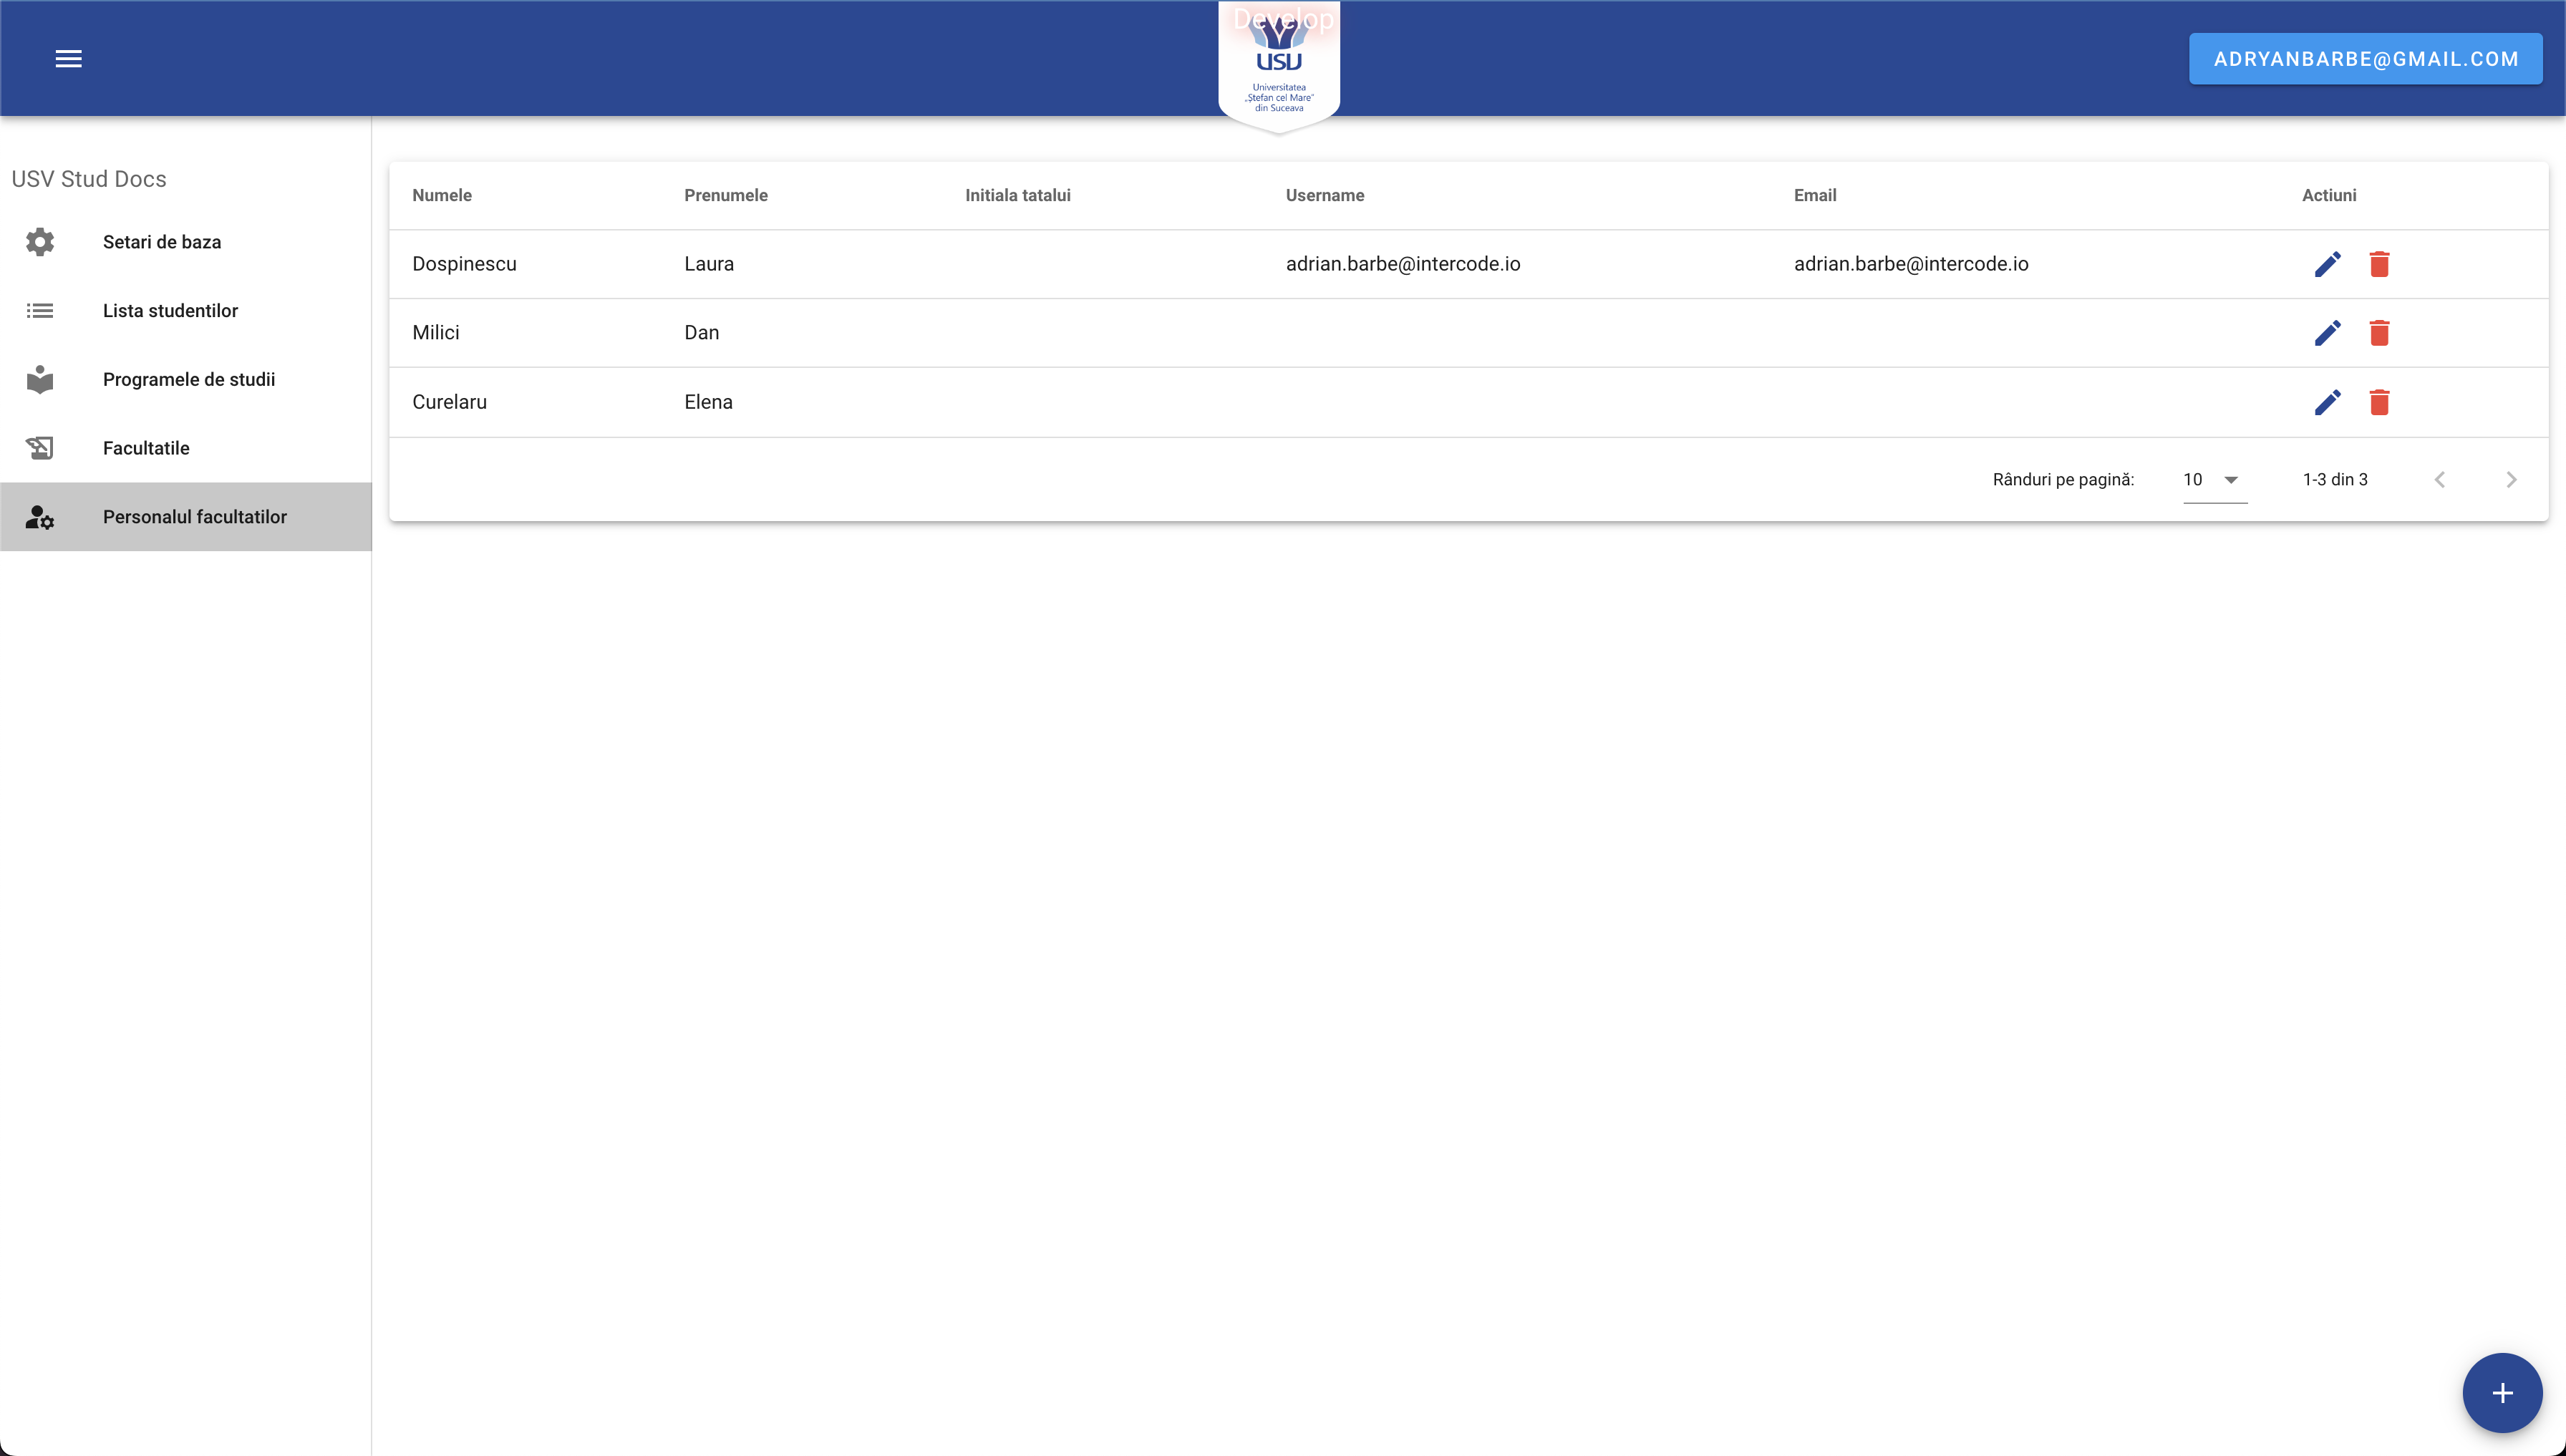 Develop
USV
Universitatea
„Ștefan cel Mare”
din Suceava
ADRYANBARBE@GMAIL.COM
USV Stud Docs
Setari de baza
Lista studentilor
Programele de studii
Facultatile
Personalul facultatilor
Numele Prenumele Initiala tatalui Username Email Actiuni
Dospinescu Laura adrian.barbe@intercode.io adrian.barbe@intercode.io
Milici Dan
Curelaru Elena
Rânduri pe pagină: 10 1-3 din 3